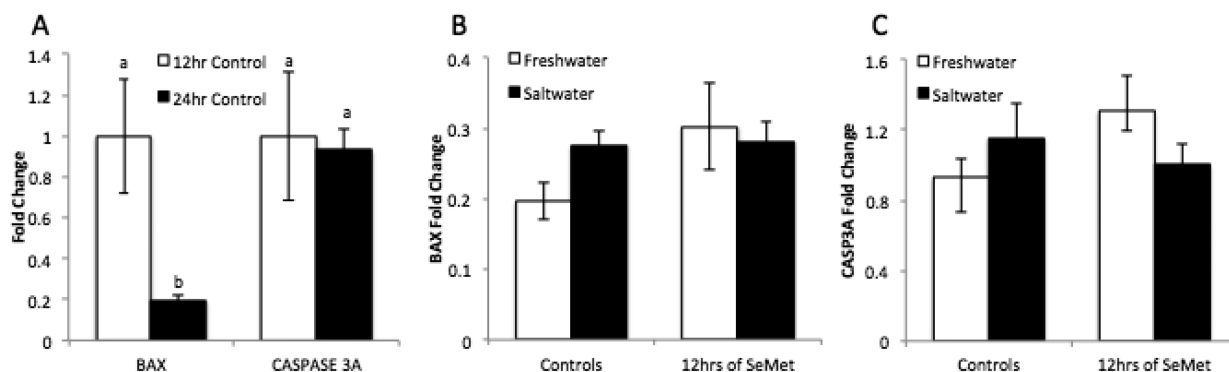 A
1.4
1.2
1
0.8
0.6
0.4
0.2
0
Fold Change
a
b
a
a
12hr Control
24hr Control
BAX
CASPASE 3A
B
0.4
0.3
0.2
0.1
0
BAX Fold Change
Freshwater
Saltwater
Controls
12hrs of SeMet
C
1.6
1.2
0.8
0.4
0
CASP3A Fold Change
Freshwater
Saltwater
Controls
12hrs of SeMet